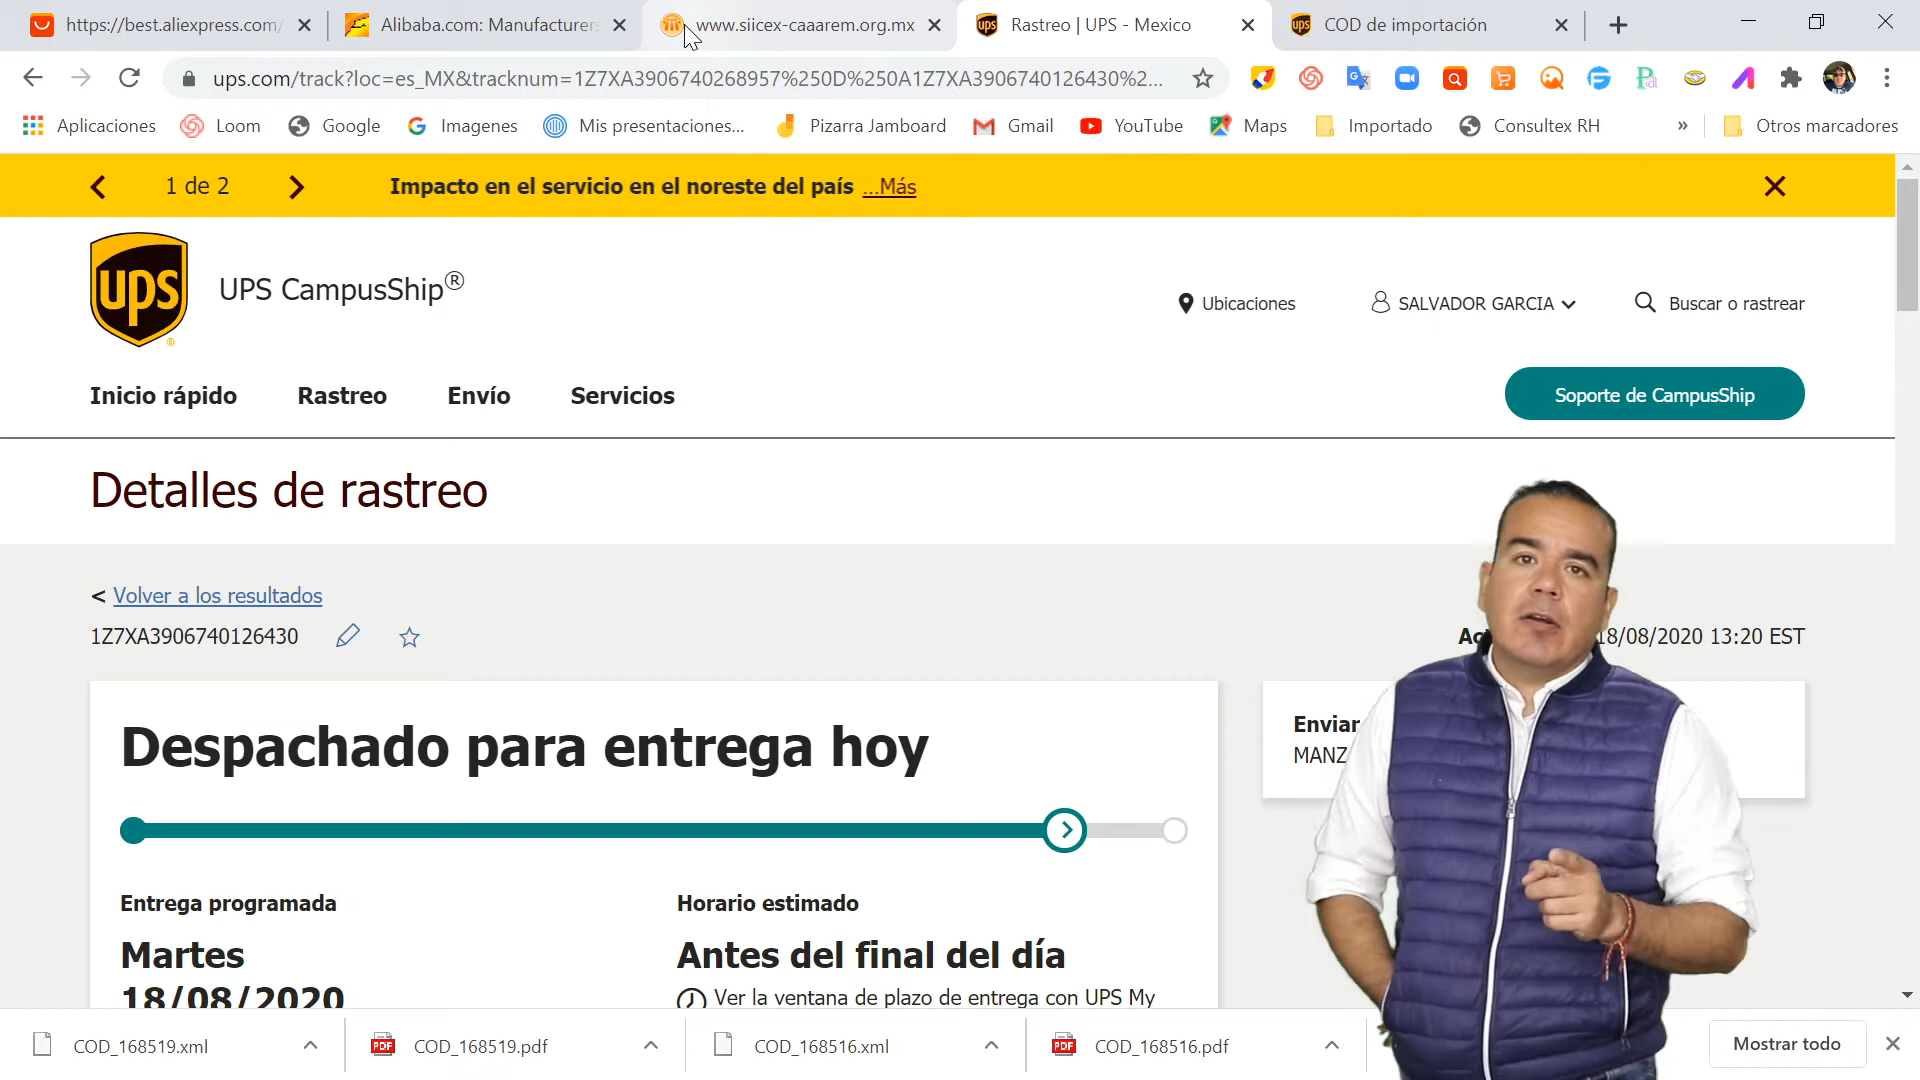 https://best.aliexpress.com/
Alibaba.com: Manufacturers
www.siicex-caaarem.org.mx
Rastreo | UPS - Mexico
COD de importación
ups.com/track?loc=es_MX&tracknum=1Z7XA3906740268957%250D%250A1Z7XA3906740126430%2...
Aplicaciones
Loom
Google
Imagenes
Mis presentaciones...
Pizarra Jamboard
Gmail
YouTube
Maps
Importado
Consultex RH
»
Otros marcadores
1 de 2
Impacto en el servicio en el noreste del país ...Más
ups
UPS CampusShip®
Ubicaciones
SALVADOR GARCIA
Buscar o rastrear
Inicio rápido
Rastreo
Envío
Servicios
Soporte de CampusShip
Detalles de rastreo
< Volver a los resultados
1Z7XA3906740126430
18/08/2020 13:20 EST
Despachado para entrega hoy
Enviar
MANZ
Entrega programada
Horario estimado
Martes
18/08/2020
Antes del final del día
Ver la ventana de plazo de entrega con UPS My
COD_168519.xml
COD_168519.pdf
COD_168516.xml
COD_168516.pdf
Mostrar todo